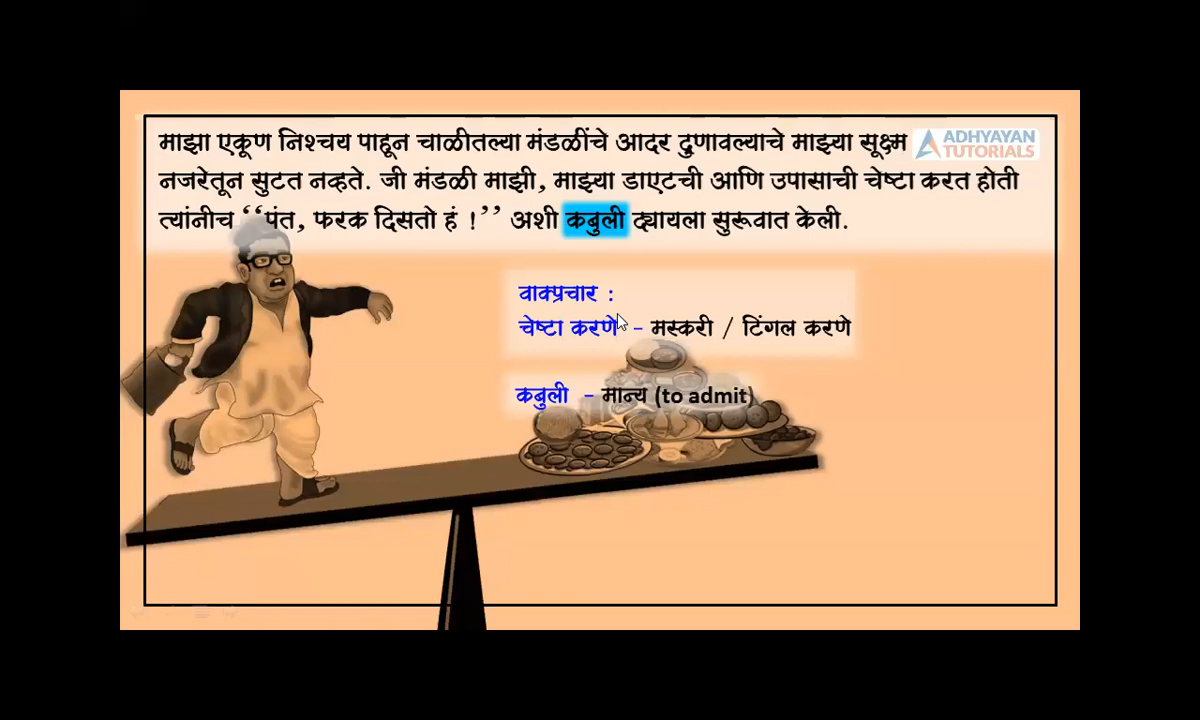 माझा एकूण निश्चय पाहून चाळीतल्या मंडळींचे आदर दुणावल्याचे माझ्या सूक्ष्म
ADHYAYAN
TUTORIALS
नजरेतून सुटत नव्हते. जी मंडळी माझी, माझ्या डाएटची आणि उपासाची चेष्टा करत होती
त्यांनीच ‘‘पंत, फरक दिसतो हं !’’ अशी कबुली द्यायला सुरूवात केली.
वाक्प्रचार :
चेष्टा करणे - मस्करी / टिंगल करणे
कबुली - मान्य (to admit)